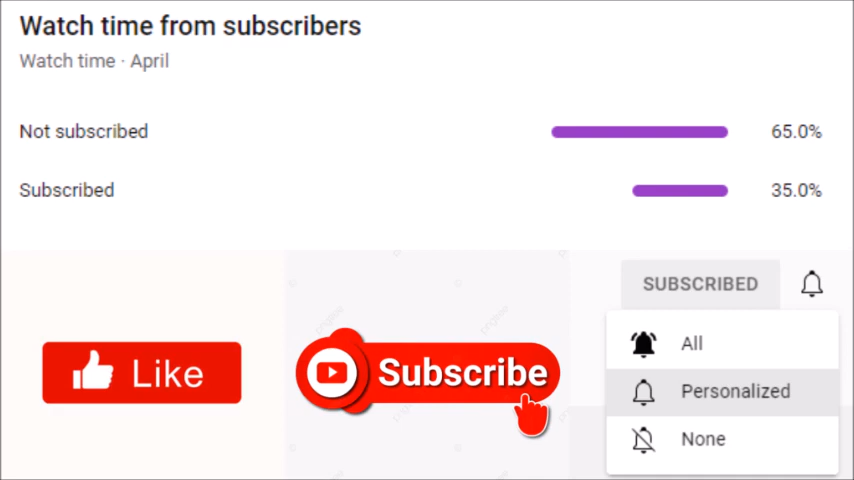 Watch time from subscribers
Watch time · April
Not subscribed 65.0%
Subscribed 35.0%
SUBSCRIBED
All
Like
Subscribe
Personalized
None